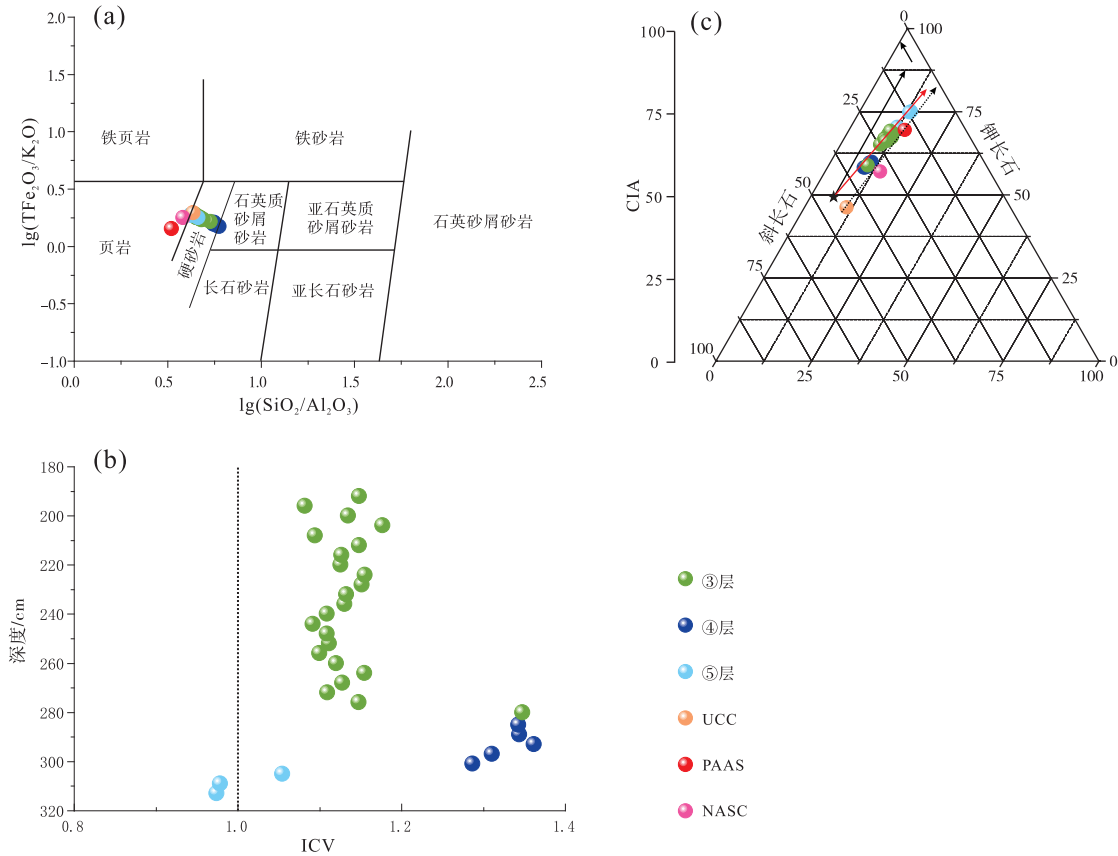 (a)
2.0
1.5
1.0
0.5
0.0
−0.5
−1.0
lg(TFe₂O₃/K₂O)
铁页岩
铁砂岩
页岩
硬砂岩
石英质
砂屑
砂岩
亚石英质
砂屑砂岩
石英砂屑砂岩
长石砂岩
亚长石砂岩
0.0
0.5
1.0
1.5
2.0
2.5
lg(SiO₂/Al₂O₃)
(c)
100
75
50
25
0
CIA
0
100
25
75
50
50
75
25
100
0
斜长石
钾长石
0
25
50
75
100
(b)
180
200
220
240
260
280
300
320
深度/cm
0.8
1.0
1.2
1.4
ICV
③层
④层
⑤层
UCC
PAAS
NASC